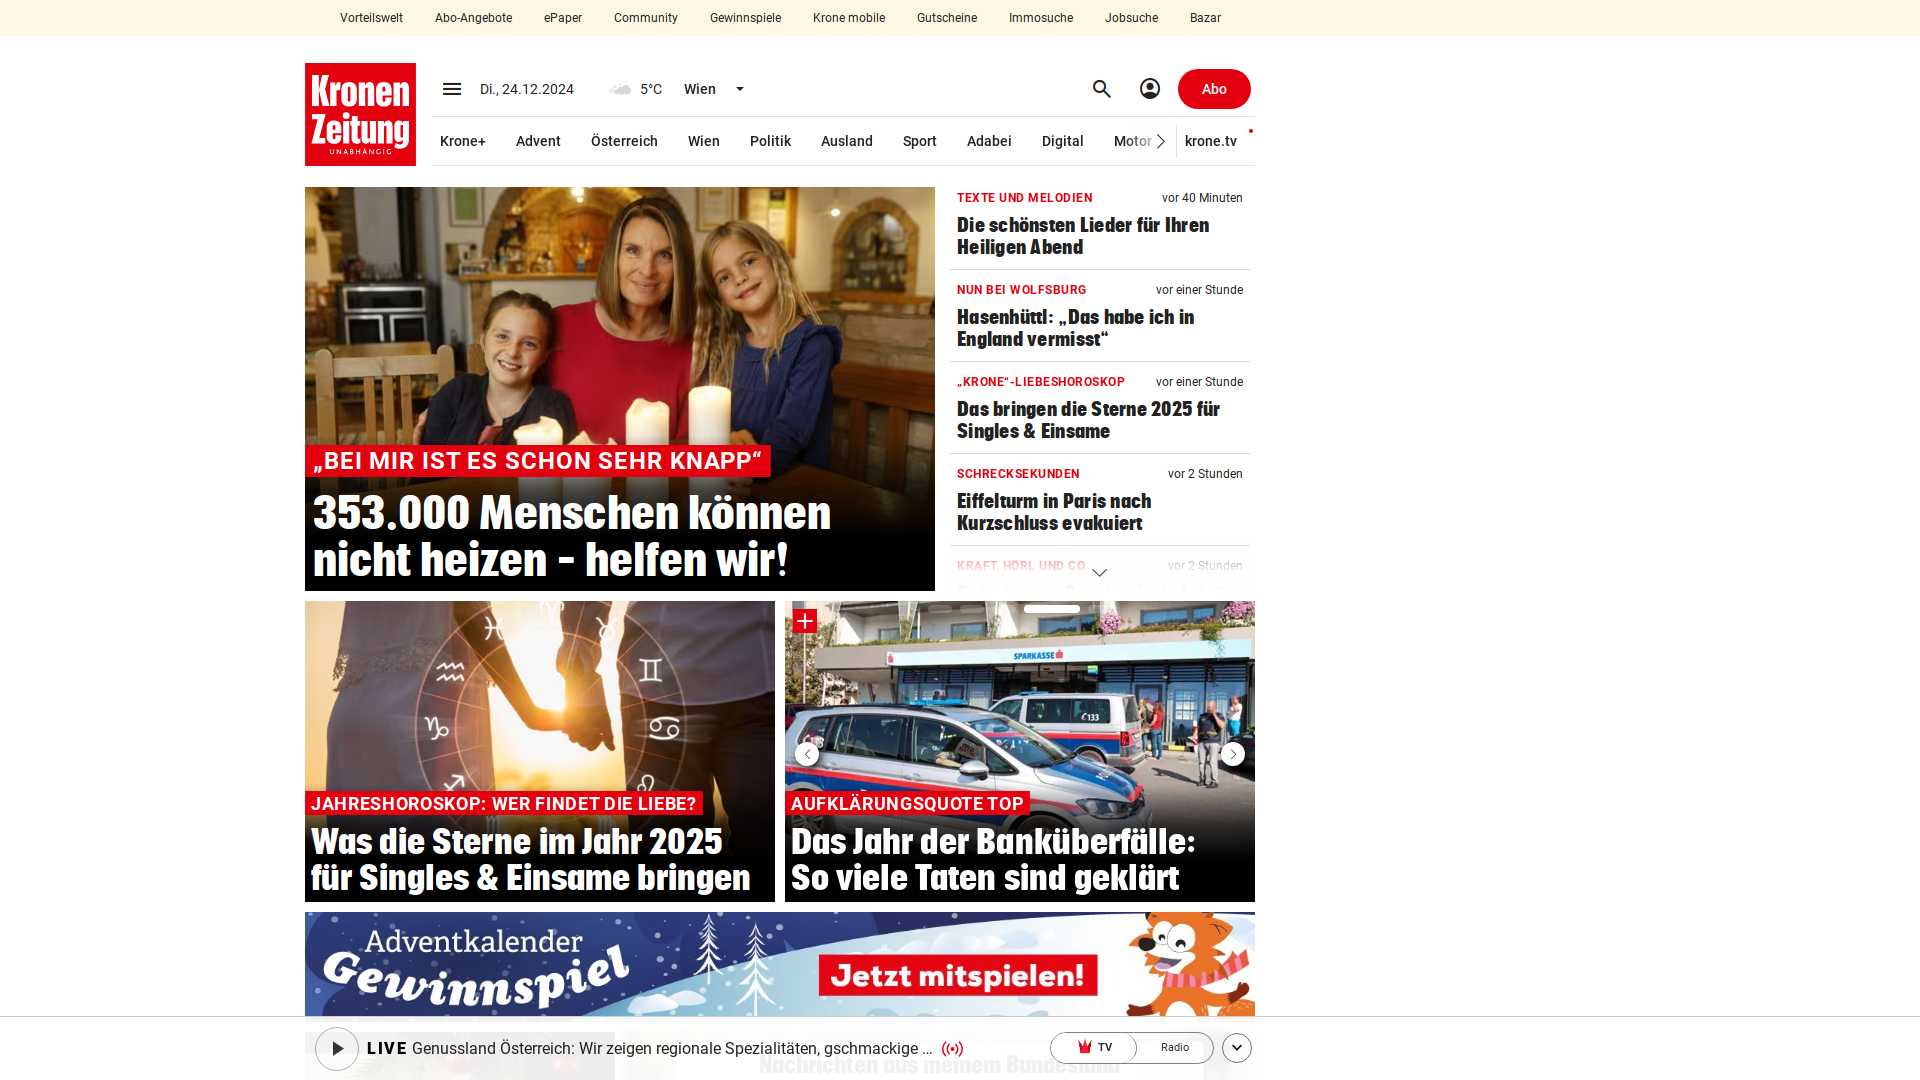 Vorteilswelt Abo-Angebote ePaper Community Gewinnspiele Krone mobile Gutscheine Immosuche Jobsuche Bazar
Kronen
Zeitung
UNABHÄNGIG
Di., 24.12.2024 5°C Wien Abo
Krone+ Advent Österreich Wien Politik Ausland Sport Adabei Digital Motor krone.tv
„BEI MIR IST ES SCHON SEHR KNAPP“
353.000 Menschen können
nicht heizen – helfen wir!
TEXTE UND MELODIEN vor 40 Minuten
Die schönsten Lieder für Ihren
Heiligen Abend
NUN BEI WOLFSBURG vor einer Stunde
Hasenhüttl: „Das habe ich in
England vermisst“
„KRONE“-LIEBESHOROSKOP vor einer Stunde
Das bringen die Sterne 2025 für
Singles & Einsame
SCHRECKSEKUNDEN vor 2 Stunden
Eiffelturm in Paris nach
Kurzschluss evakuiert
KRAFT, HÖRL UND CO. vor 2 Stunden
JAHRESHOROSKOP: WER FINDET DIE LIEBE?
Was die Sterne im Jahr 2025
für Singles & Einsame bringen
SPARKASSE
133
AUFKLÄRUNGSQUOTE TOP
Das Jahr der Banküberfälle:
So viele Taten sind geklärt
Adventkalender
Gewinnspiel
Jetzt mitspielen!
LIVE Genussland Österreich: Wir zeigen regionale Spezialitäten, gschmackige ... TV Radio
Nachrichten aus meinem Bundesland